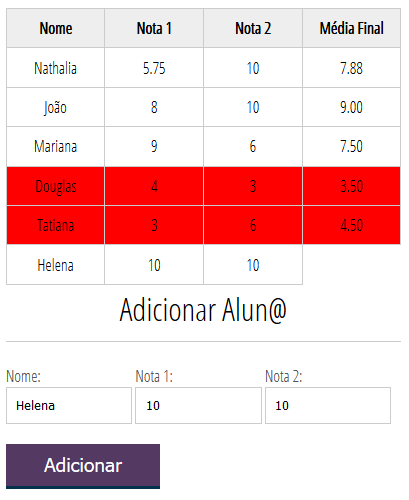 Nome Nota 1 Nota 2 Média Final
Nathalia 5.75 10 7.88
João 8 10 9.00
Mariana 9 6 7.50
Douglas 4 3 3.50
Tatiana 3 6 4.50
Helena 10 10
Adicionar Alun@
Nome: Nota 1: Nota 2:
Helena 10 10
Adicionar